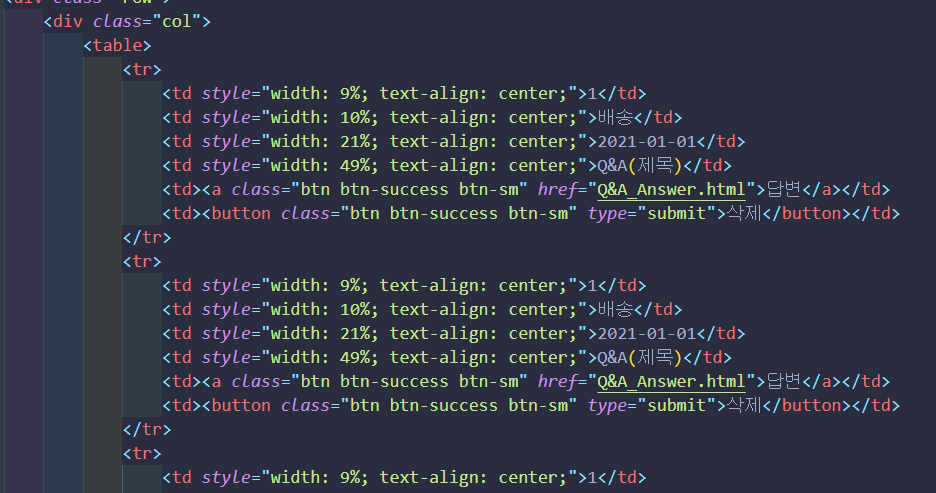 <div class="row">
<div class="col">
<table>
<tr>
<td style="width: 9%; text-align: center;">1</td>
<td style="width: 10%; text-align: center;">배송</td>
<td style="width: 21%; text-align: center;">2021-01-01</td>
<td style="width: 49%; text-align: center;">Q&A(제목)</td>
<td><a class="btn btn-success btn-sm" href="Q&A_Answer.html">답변</a></td>
<td><button class="btn btn-success btn-sm" type="submit">삭제</button></td>
</tr>
<tr>
<td style="width: 9%; text-align: center;">1</td>
<td style="width: 10%; text-align: center;">배송</td>
<td style="width: 21%; text-align: center;">2021-01-01</td>
<td style="width: 49%; text-align: center;">Q&A(제목)</td>
<td><a class="btn btn-success btn-sm" href="Q&A_Answer.html">답변</a></td>
<td><button class="btn btn-success btn-sm" type="submit">삭제</button></td>
</tr>
<tr>
<td style="width: 9%; text-align: center;">1</td>